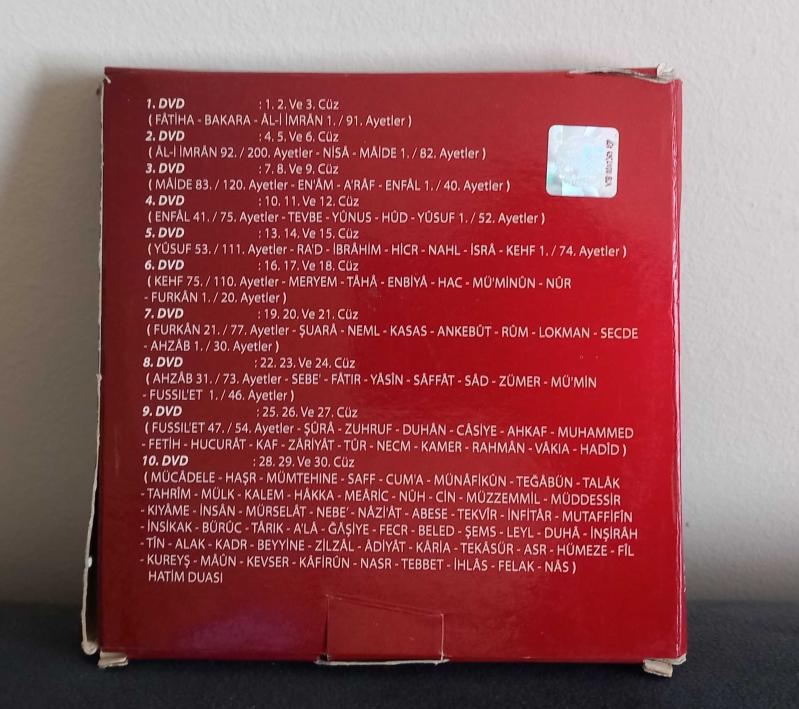 1. DVD : 1. 2. Ve 3. Cüz
( FÂTİHA - BAKARA - ÂL-İ İMRÂN 1. / 91. Ayetler )
2. DVD : 4. 5. Ve 6. Cüz
( ÂL-İ İMRÂN 92. / 200. Ayetler - NİSÂ - MÂİDE 1. / 82. Ayetler )
3. DVD : 7. 8. Ve 9. Cüz
( MÂİDE 83. / 120. Ayetler - EN'ÂM - A'RÂF - ENFÂL 1. / 40. Ayetler )
4. DVD : 10. 11. Ve 12. Cüz
( ENFÂL 41. / 75. Ayetler - TEVBE - YÛNUS - HÛD - YÛSUF 1. / 52. Ayetler )
5. DVD : 13. 14. Ve 15. Cüz
( YÛSUF 53. / 111. Ayetler - RA'D - İBRÂHİM - HİCR - NAHL - İSRÂ - KEHF 1. / 74. Ayetler )
6. DVD : 16. 17. Ve 18. Cüz
( KEHF 75. / 110. Ayetler - MERYEM - TÂHÂ - ENBİYÂ - HAC - MÜ'MİNÛN - NÛR
- FURKÂN 1. / 20. Ayetler )
7. DVD : 19. 20. Ve 21. Cüz
( FURKÂN 21. / 77. Ayetler - ŞUARÂ - NEML - KASAS - ANKEBÛT - RÛM - LOKMAN - SECDE
- AHZÂB 1. / 30. Ayetler )
8. DVD : 22. 23. Ve 24. Cüz
( AHZÂB 31. / 73. Ayetler - SEBE' - FÂTIR - YÂSÎN - SÂFFÂT - SÂD - ZÜMER - MÜ'MİN
- FUSSIL'ET 1. / 46. Ayetler )
9. DVD : 25. 26. Ve 27. Cüz
( FUSSIL'ET 47. / 54. Ayetler - ŞÛRÂ - ZUHRUF - DUHÂN - CÂSİYE - AHKAF - MUHAMMED
- FETİH - HUCURÂT - KAF - ZÂRİYÂT - TÛR - NECM - KAMER - RAHMÂN - VÂKIA - HADÎD )
10. DVD : 28. 29. Ve 30. Cüz
( MÜCÂDELE - HAŞR - MÜMTEHINE - SAFF - CUM'A - MÜNÂFIKÛN - TEĞABÜN - TALÂK
- TAHRÎM - MÜLK - KALEM - HÂKKA - MEÂRİC - NÛH - CİN - MÜZZEMMİL - MÜDDESSİR
- KIYÂME - İNSÂN - MÜRSELÂT - NEBE' - NÂZİ'ÂT - ABESE - TEKVİR - İNFİTÂR - MUTAFFİFÎN
- İNSİKAK - BÜRÛC - TÂRIK - A'LÂ - ĞÂŞİYE - FECR - BELED - ŞEMS - LEYL - DUHÂ - İNŞİRÂH
- TÎN - ALAK - KADR - BEYYİNE - ZİLZÂL - ÂDİYÂT - KÂRİA - TEKÂSÜR - ASR - HÜMEZE - FÎL
- KUREYŞ - MÂÛN - KEVSER - KÂFİRÛN - NASR - TEBBET - İHLÂS - FELAK - NÂS )
HATİM DUASI